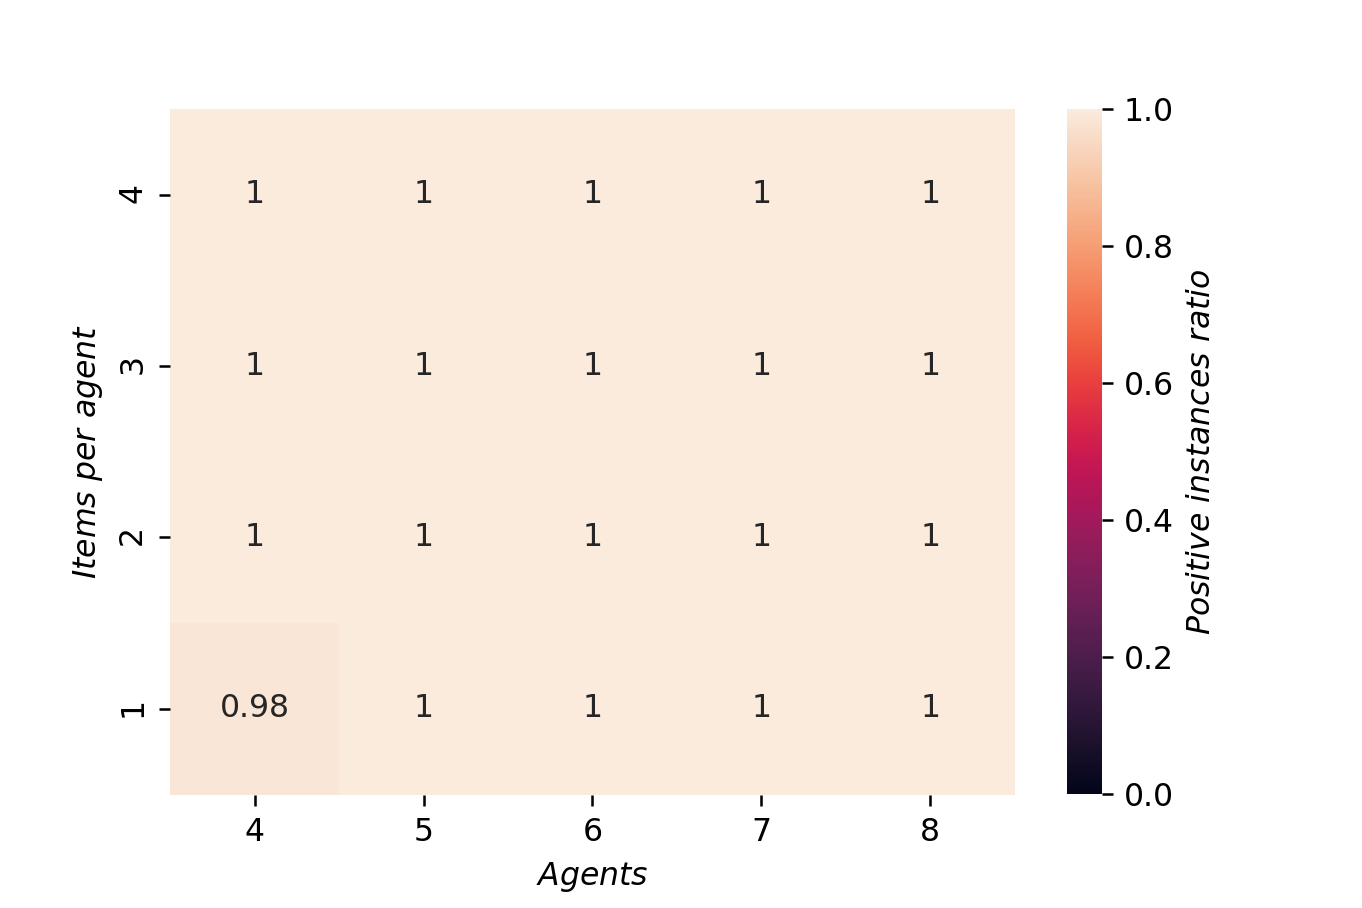 4 1 1 1 1 1
3 1 1 1 1 1
2 1 1 1 1 1
1 0.98 1 1 1 1
4 5 6 7 8
Agents
Items per agent
1.0
0.8
0.6
0.4
0.2
0.0
Positive instances ratio